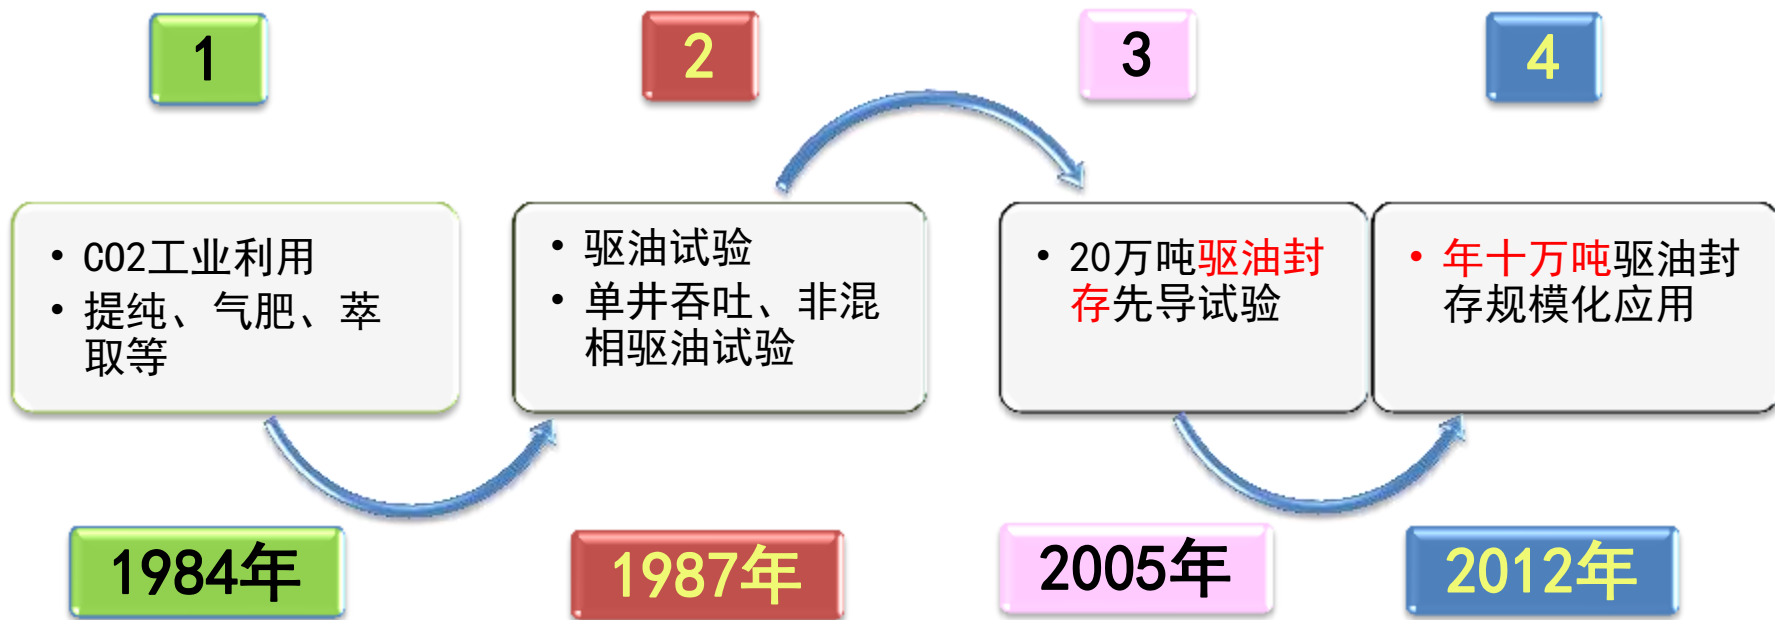 1
2
3
4
• CO2工业利用
• 提纯、气肥、萃
取等
• 驱油试验
• 单井吞吐、非混
相驱油试验
• 20万吨驱油封
存先导试验
• 年十万吨驱油封
存规模化应用
1984年
1987年
2005年
2012年